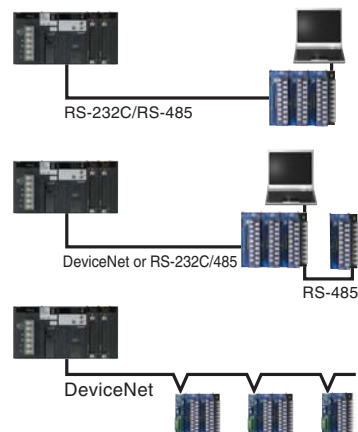 RS-232C/RS-485
DeviceNet or RS-232C/485
RS-485
DeviceNet